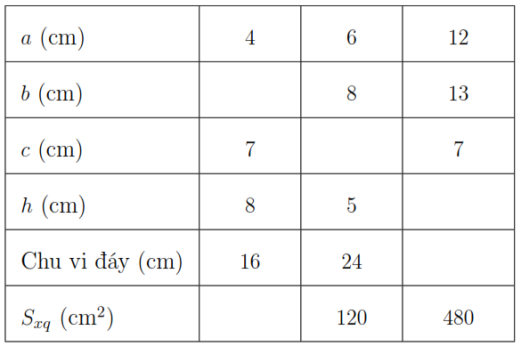 a (cm) 4 6 12
b (cm) 8 13
c (cm) 7 7
h (cm) 8 5
Chu vi đáy (cm) 16 24
Sxq (cm²) 120 480